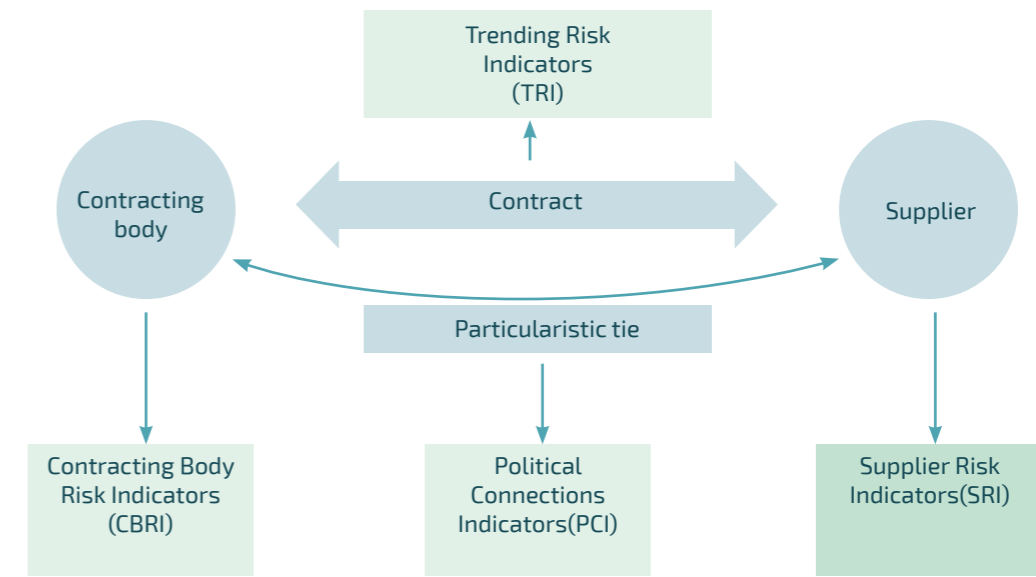 Trending Risk
Indicators
(TRI)
Contracting
body
Contract
Supplier
Particularistic tie
Contracting Body
Risk Indicators
(CBRI)
Political
Connections
Indicators(PCI)
Supplier Risk
Indicators(SRI)